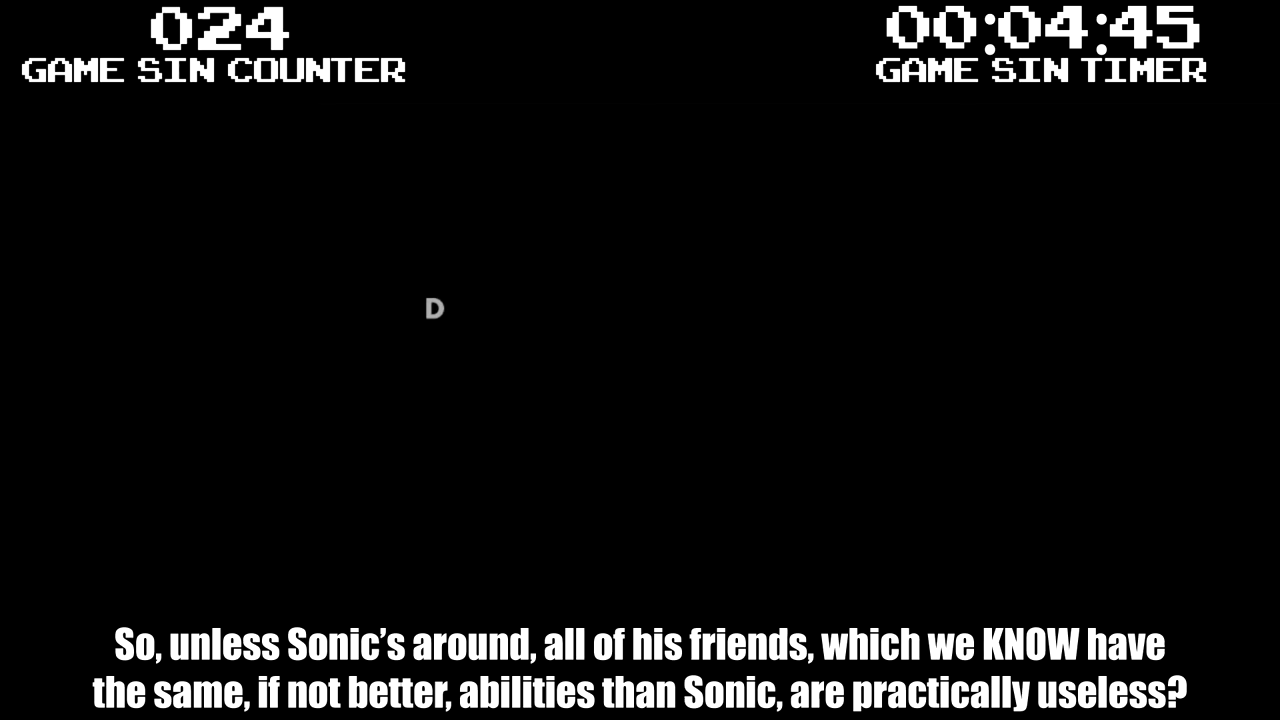 024
GAME SIN COUNTER
00:04:45
GAME SIN TIMER
D
So, unless Sonic’s around, all of his friends, which we KNOW have
the same, if not better, abilities than Sonic, are practically useless?